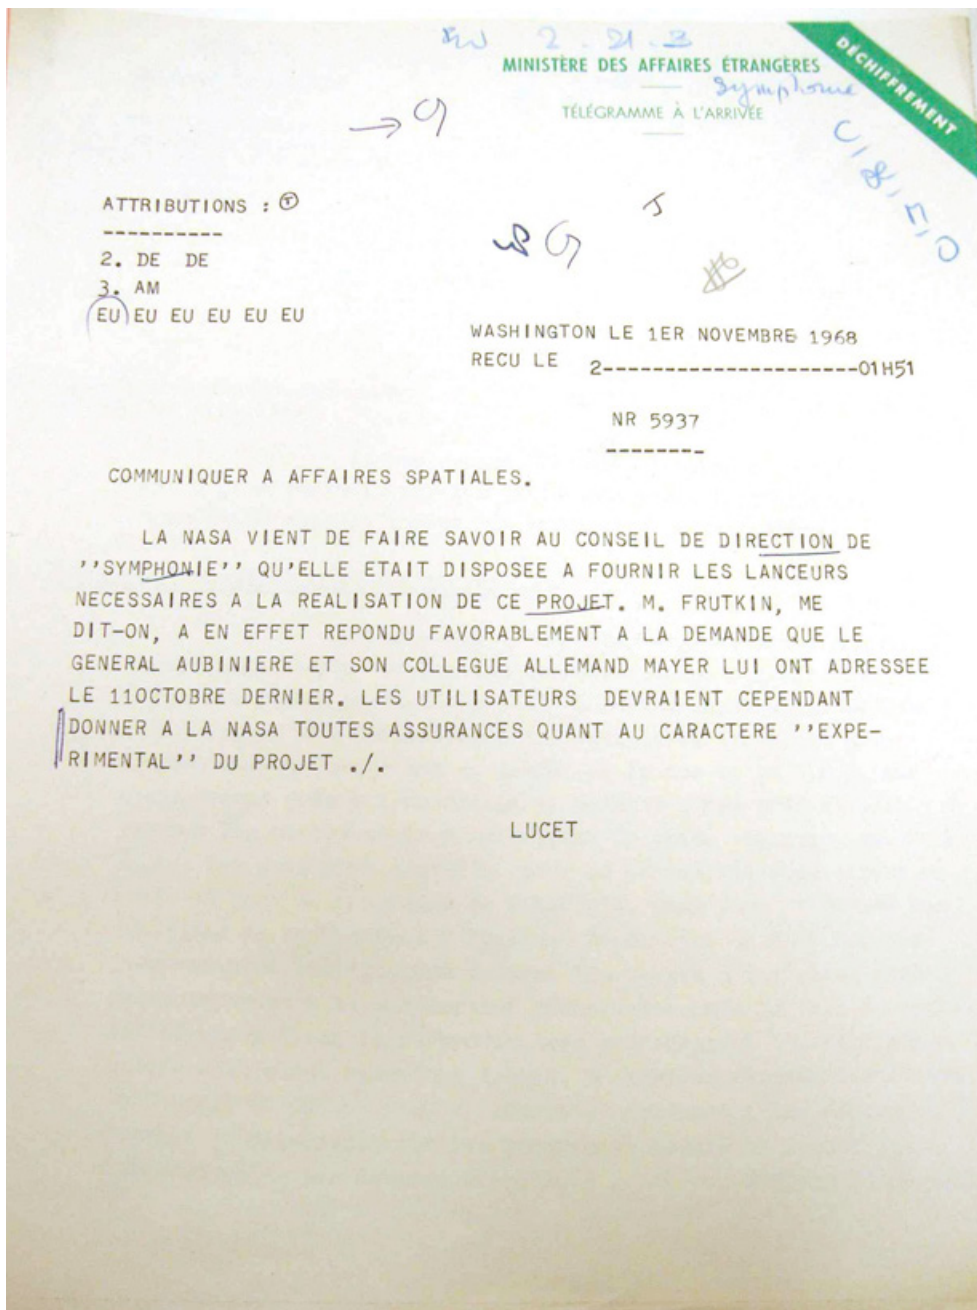 2 . 21 . 3
MINISTÈRE DES AFFAIRES ÉTRANGÈRES
DÉCHIFFREMENT
Symphonie
TÉLÉGRAMME À L'ARRIVÉE
ATTRIBUTIONS : T
----------
2. DE DE
3. AM
EU EU EU EU EU EU
WASHINGTON LE 1ER NOVEMBRE 1968
RECU LE 2---------------------01H51
NR 5937
--------
COMMUNIQUER A AFFAIRES SPATIALES.
LA NASA VIENT DE FAIRE SAVOIR AU CONSEIL DE DIRECTION DE
''SYMPHONIE'' QU'ELLE ETAIT DISPOSEE A FOURNIR LES LANCEURS
NECESSAIRES A LA REALISATION DE CE PROJET. M. FRUTKIN, ME
DIT-ON, A EN EFFET REPONDU FAVORABLEMENT A LA DEMANDE QUE LE
GENERAL AUBINIERE ET SON COLLEGUE ALLEMAND MAYER LUI ONT ADRESSEE
LE 11OCTOBRE DERNIER. LES UTILISATEURS DEVRAIENT CEPENDANT
DONNER A LA NASA TOUTES ASSURANCES QUANT AU CARACTERE ''EXPE-
RIMENTAL'' DU PROJET ./.
LUCET